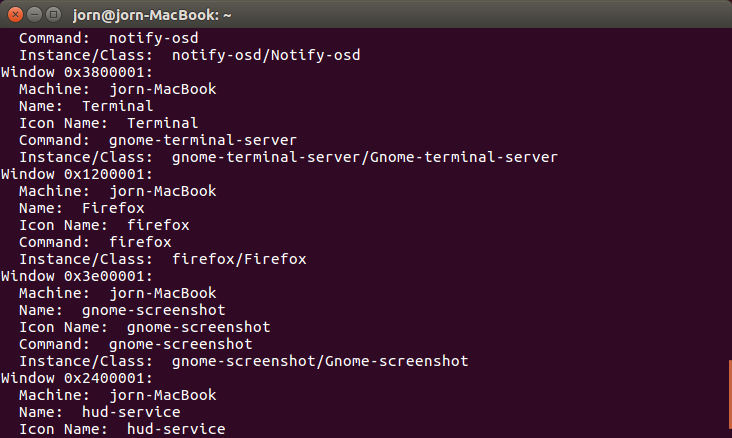 jorn@jorn-MacBook: ~
  Command:  notify-osd
  Instance/Class:  notify-osd/Notify-osd
Window 0x3800001:
  Machine:  jorn-MacBook
  Name:  Terminal
  Icon Name:  Terminal
  Command:  gnome-terminal-server
  Instance/Class:  gnome-terminal-server/Gnome-terminal-server
Window 0x1200001:
  Machine:  jorn-MacBook
  Name:  Firefox
  Icon Name:  firefox
  Command:  firefox
  Instance/Class:  firefox/Firefox
Window 0x3e00001:
  Machine:  jorn-MacBook
  Name:  gnome-screenshot
  Icon Name:  gnome-screenshot
  Command:  gnome-screenshot
  Instance/Class:  gnome-screenshot/Gnome-screenshot
Window 0x2400001:
  Machine:  jorn-MacBook
  Name:  hud-service
  Icon Name:  hud-service